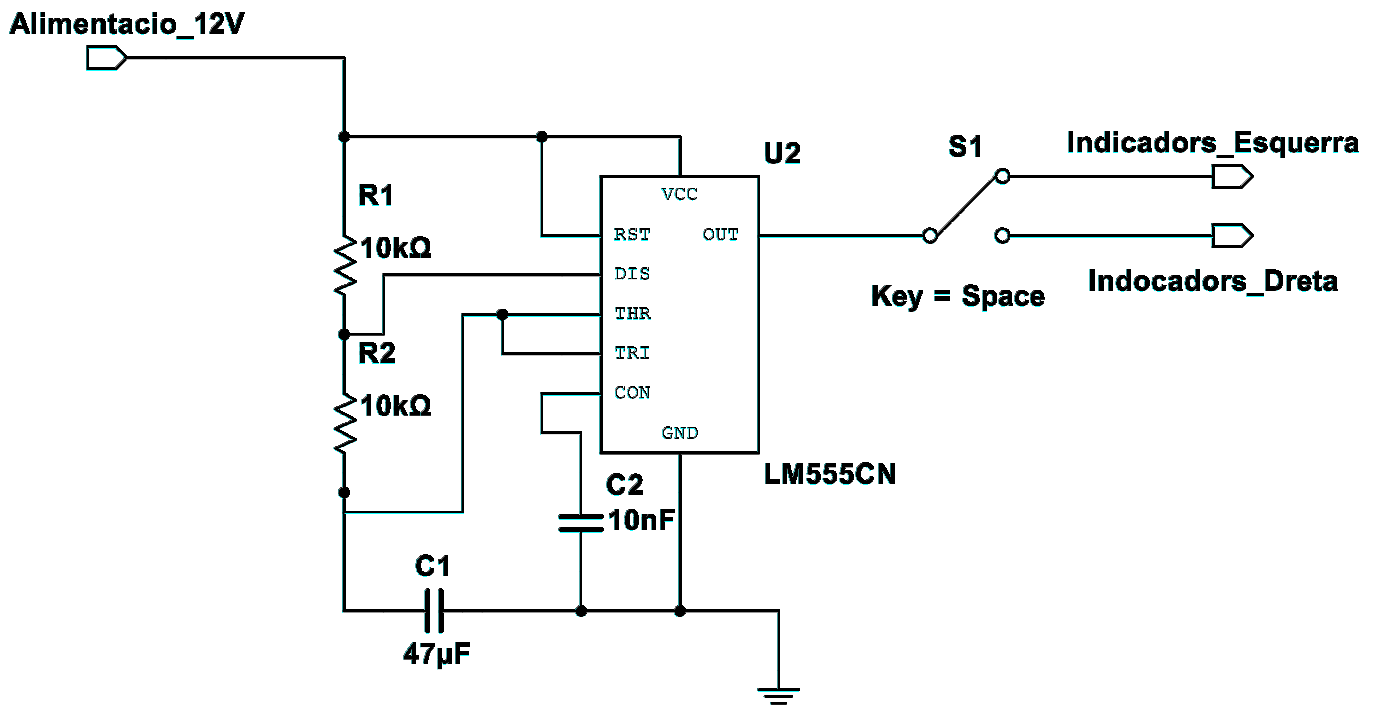 Alimentacio_12V
U2
S1
Indicadors_Esquerra
R1
VCC
10kΩ
RST
OUT
DIS
Key = Space
Indocadors_Dreta
THR
R2
TRI
10kΩ
CON
GND
LM555CN
C2
10nF
C1
47µF